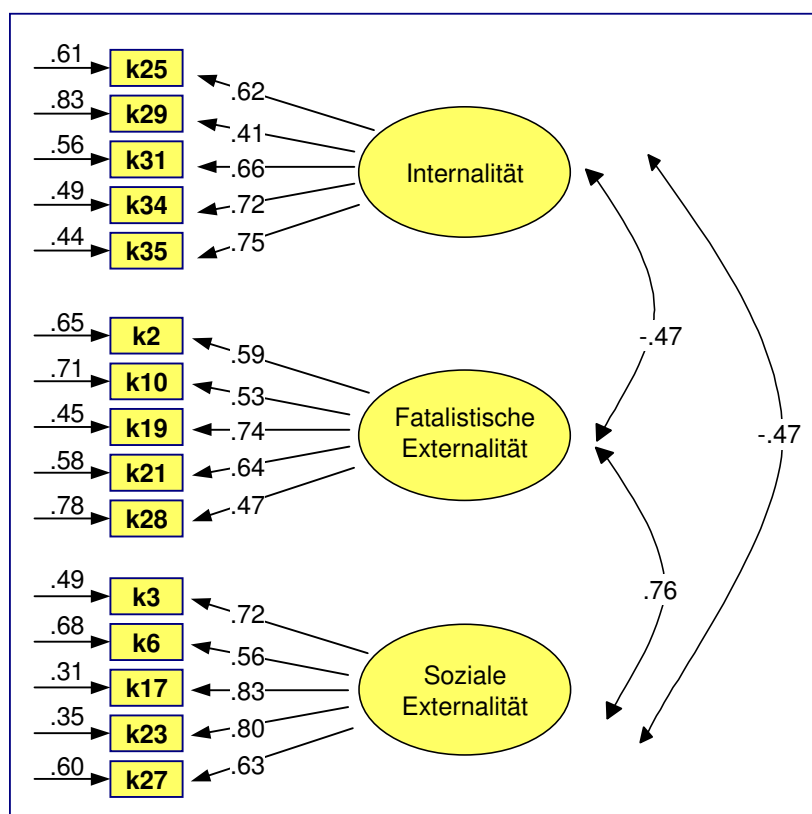 .61
k25
.62
.83
k29
.41
Internalität
.56
k31
.66
.49
k34
.72
.44
k35
.75
-.47
-.47
.65
k2
.59
.71
k10
.53
Fatalistische
Externalität
.45
k19
.74
.58
k21
.64
.78
k28
.47
.76
.49
k3
.72
.68
k6
.56
Soziale
Externalität
.31
k17
.83
.35
k23
.80
.60
k27
.63